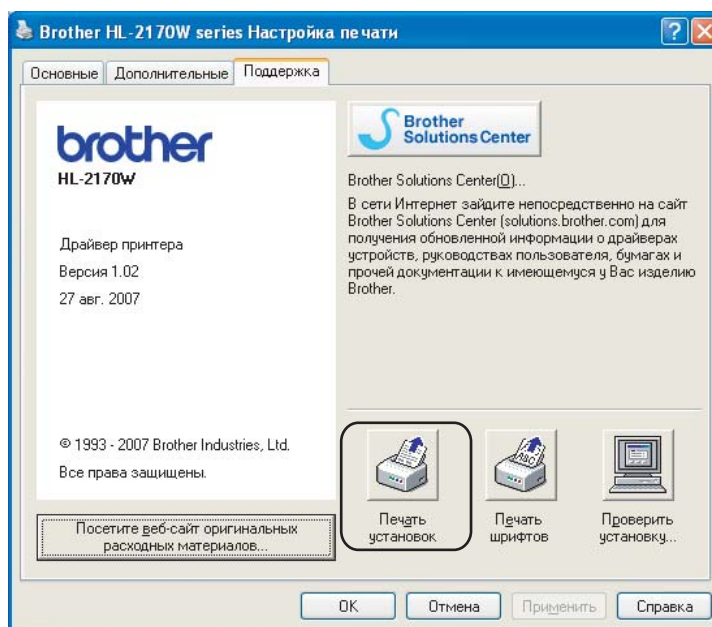 Brother HL-2170W series Настройка печати
Основные Дополнительные Поддержка
brother
HL-2170W
Драйвер принтера
Версия 1.02
27 авг. 2007
© 1993 - 2007 Brother Industries, Ltd.
Все права защищены.
Посетите веб-сайт оригинальных
расходных материалов...
Brother
Solutions Center
Brother Solutions Center(O)...
В сети Интернет зайдите непосредственно на сайт
Brother Solutions Center (solutions.brother.com) для
получения обновленной информации о драйверах
устройств, руководствах пользователя, бумагах и
прочей документации к имеющемуся у Вас изделию
Brother.
ABC
Печать
установок
Печать
шрифтов
Проверить
установку...
OK Отмена Применить Справка